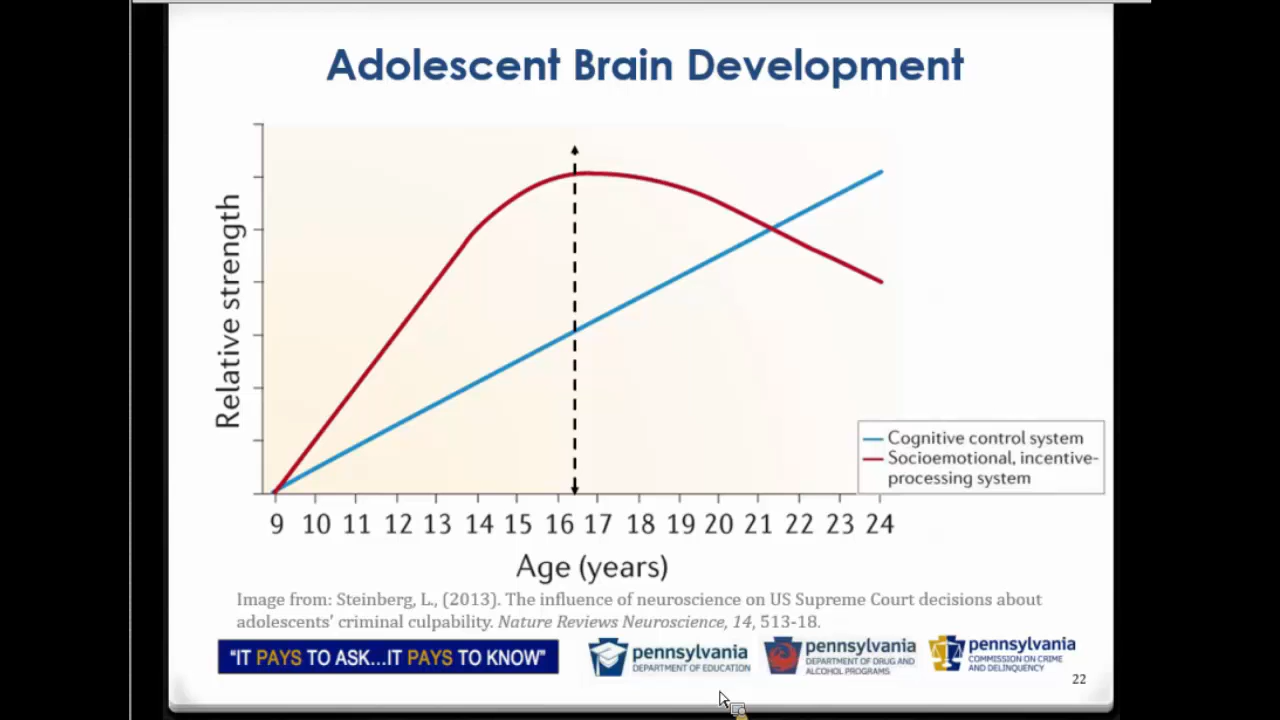 Adolescent Brain Development
Relative strength
Cognitive control system
Socioemotional, incentive-
processing system
9 10 11 12 13 14 15 16 17 18 19 20 21 22 23 24
Age (years)
Image from: Steinberg, L., (2013). The influence of neuroscience on US Supreme Court decisions about
adolescents' criminal culpability. Nature Reviews Neuroscience, 14, 513-18.
“IT PAYS TO ASK...IT PAYS TO KNOW”
pennsylvania
DEPARTMENT OF EDUCATION
pennsylvania
DEPARTMENT OF DRUG AND
ALCOHOL PROGRAMS
pennsylvania
COMMISSION ON CRIME
AND DELINQUENCY
22